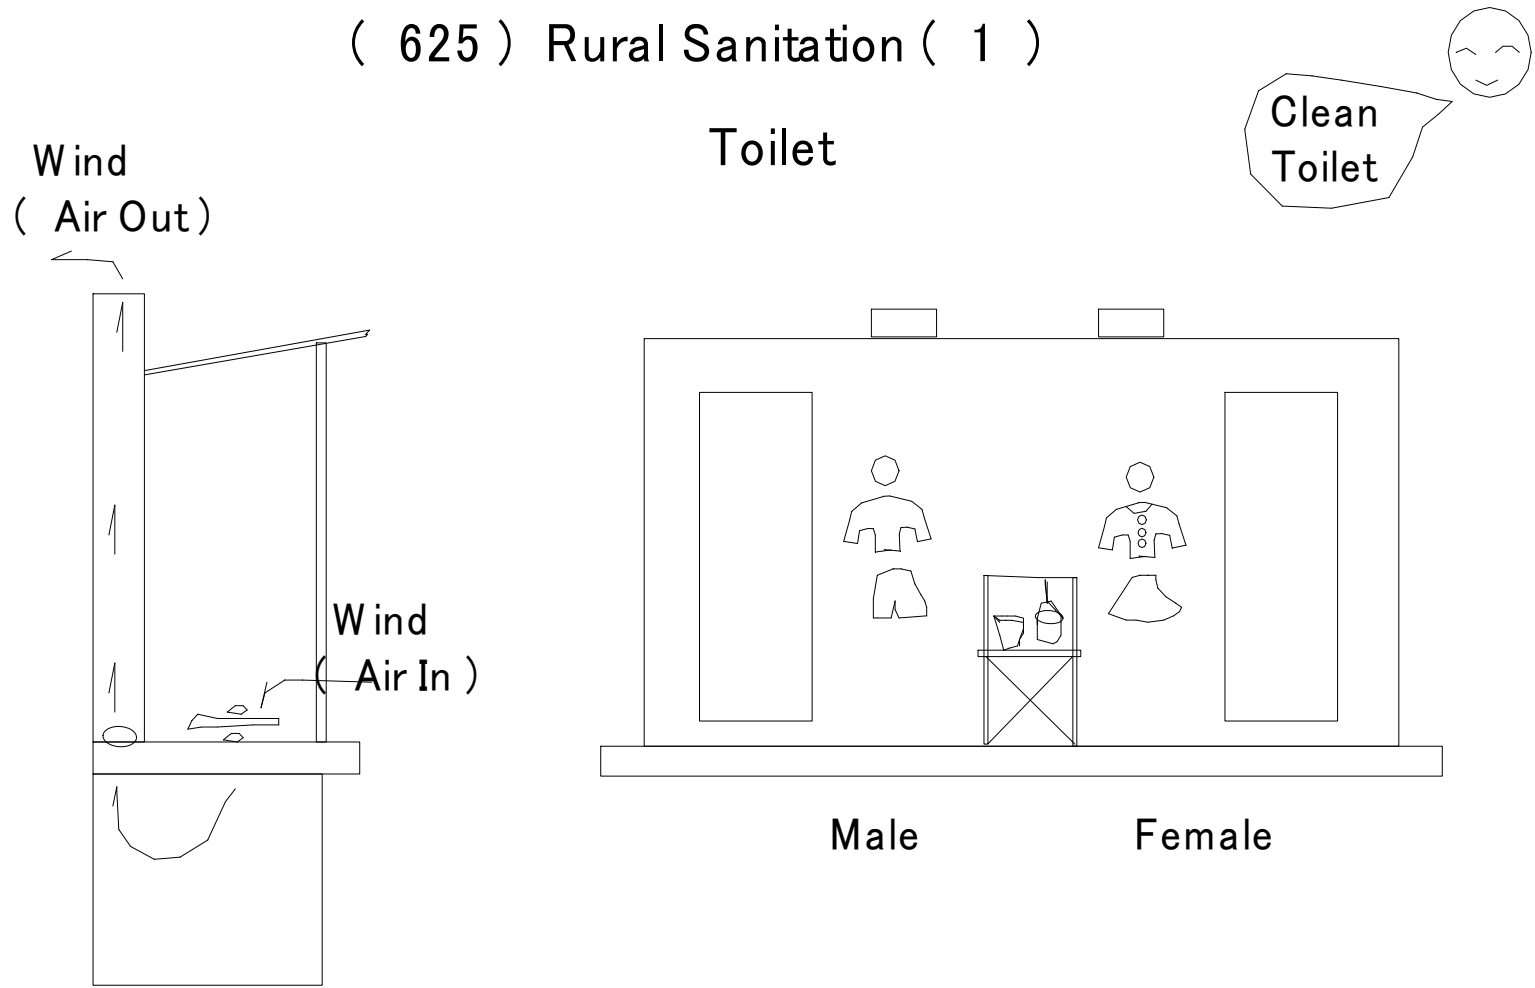 ( 625 ) Rural Sanitation ( 1 )
Toilet
Clean
Toilet
Wind
( Air Out )
Wind
( Air In )
Male
Female